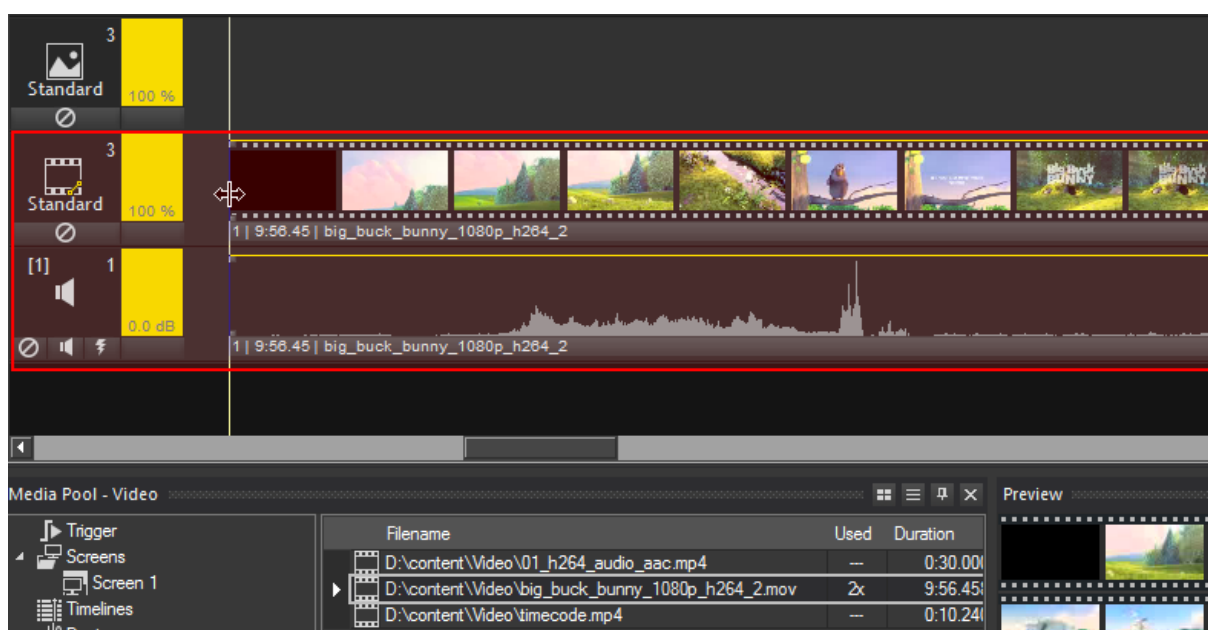 3
Standard
100 %
3
Standard
100 %
1 | 9:56.45 | big_buck_bunny_1080p_h264_2
[1] 1
0.0 dB
1 | 9:56.45 | big_buck_bunny_1080p_h264_2
Media Pool - Video
Preview
Trigger
Screens
Screen 1
Timelines
Filename Used Duration
D:\content\Video\01_h264_audio_aac.mp4 --- 0:30.00
D:\content\Video\big_buck_bunny_1080p_h264_2.mov 2x 9:56.45
D:\content\Video\timecode.mp4 --- 0:10.24